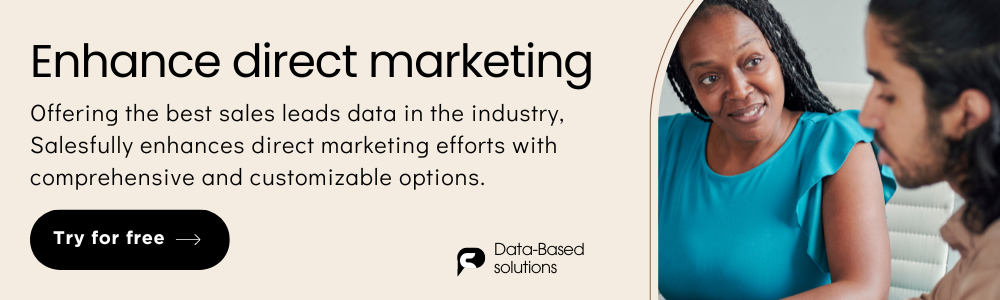 Enhance direct marketing
Offering the best sales leads data in the industry,
Salesfully enhances direct marketing efforts with
comprehensive and customizable options.
Try for free
Data-Based
solutions